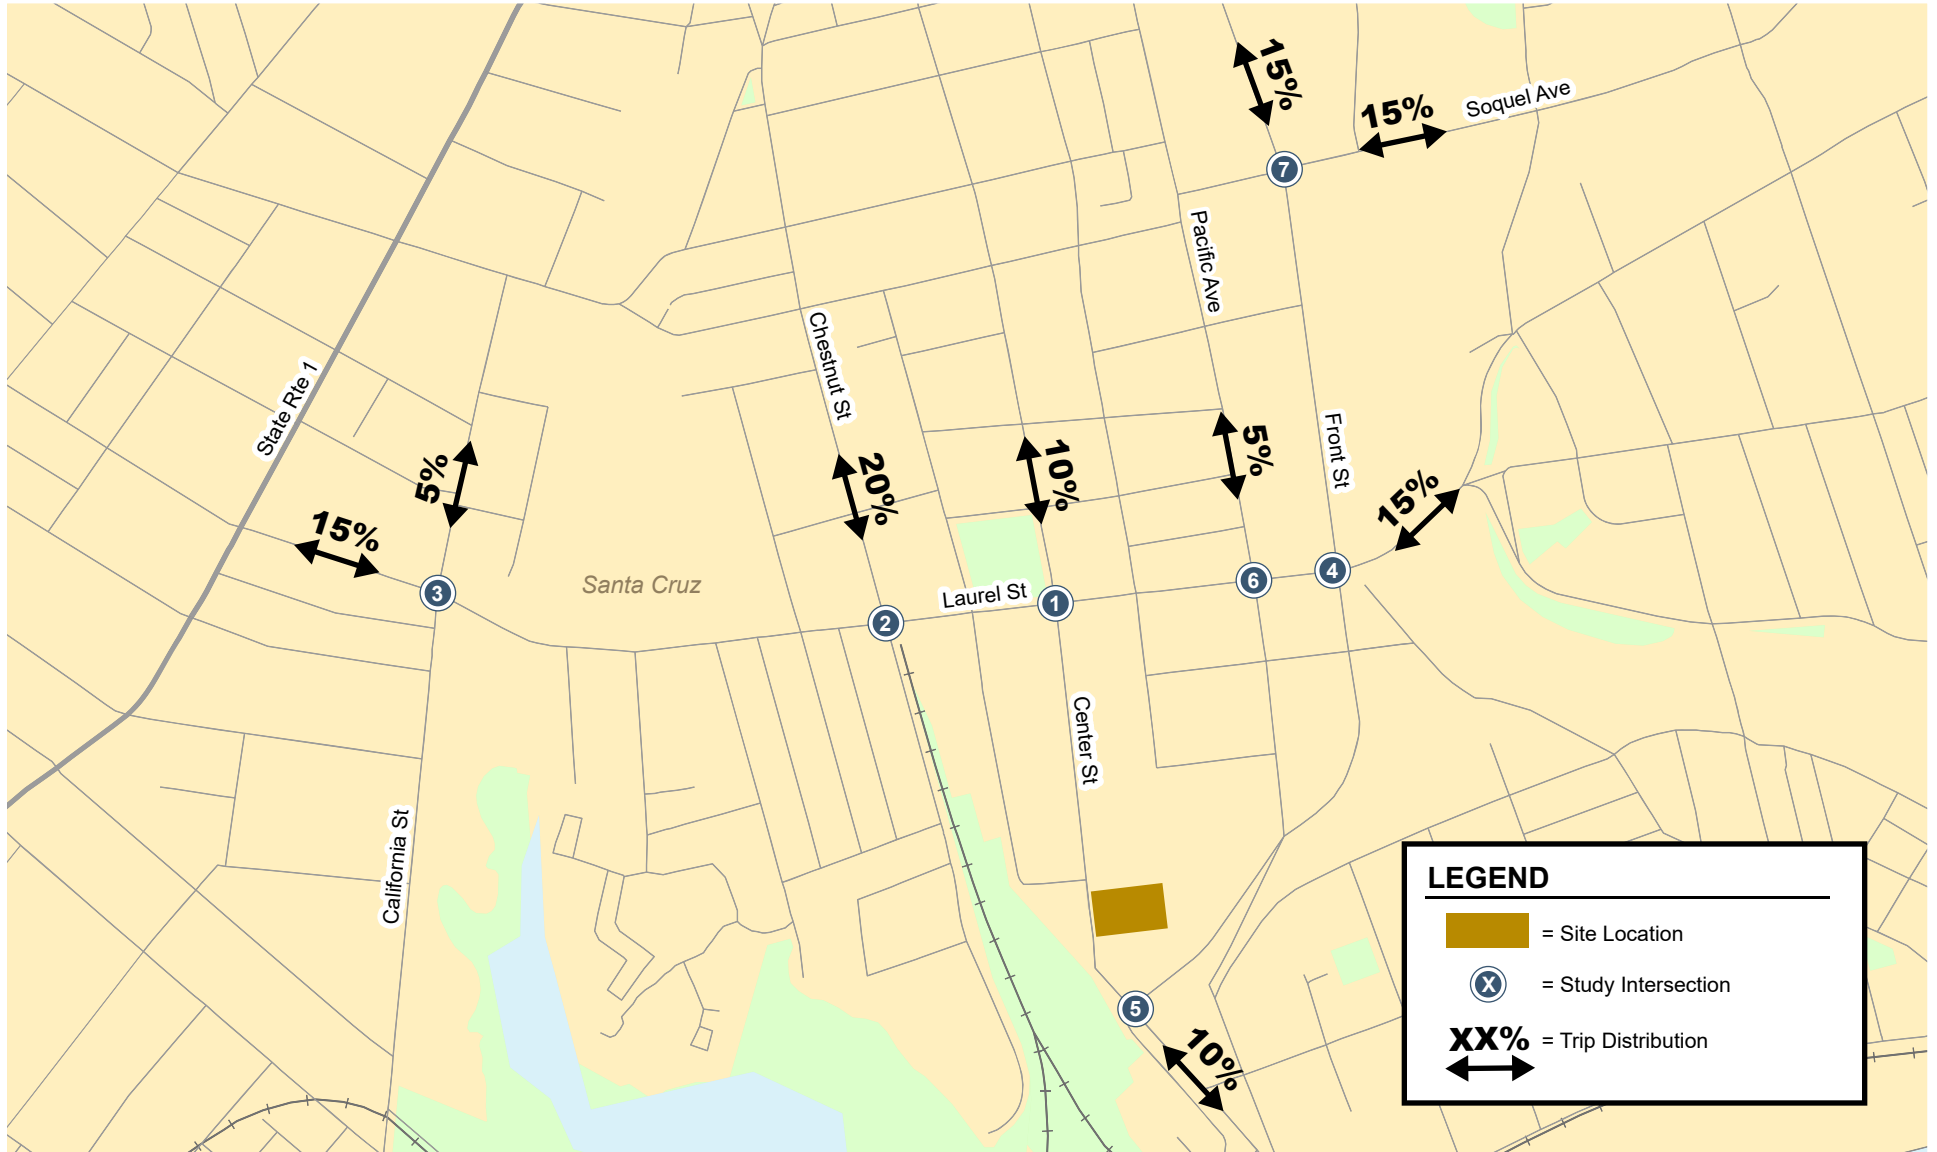 15%
15%
Soquel Ave
7
Pacific Ave
Chestnut St
State Rte 1
Front St
5%
20%
10%
5%
15%
15%
Santa Cruz
3
2
Laurel St
1
6
4
Center St
California St
5
10%
LEGEND
= Site Location
X = Study Intersection
XX% = Trip Distribution